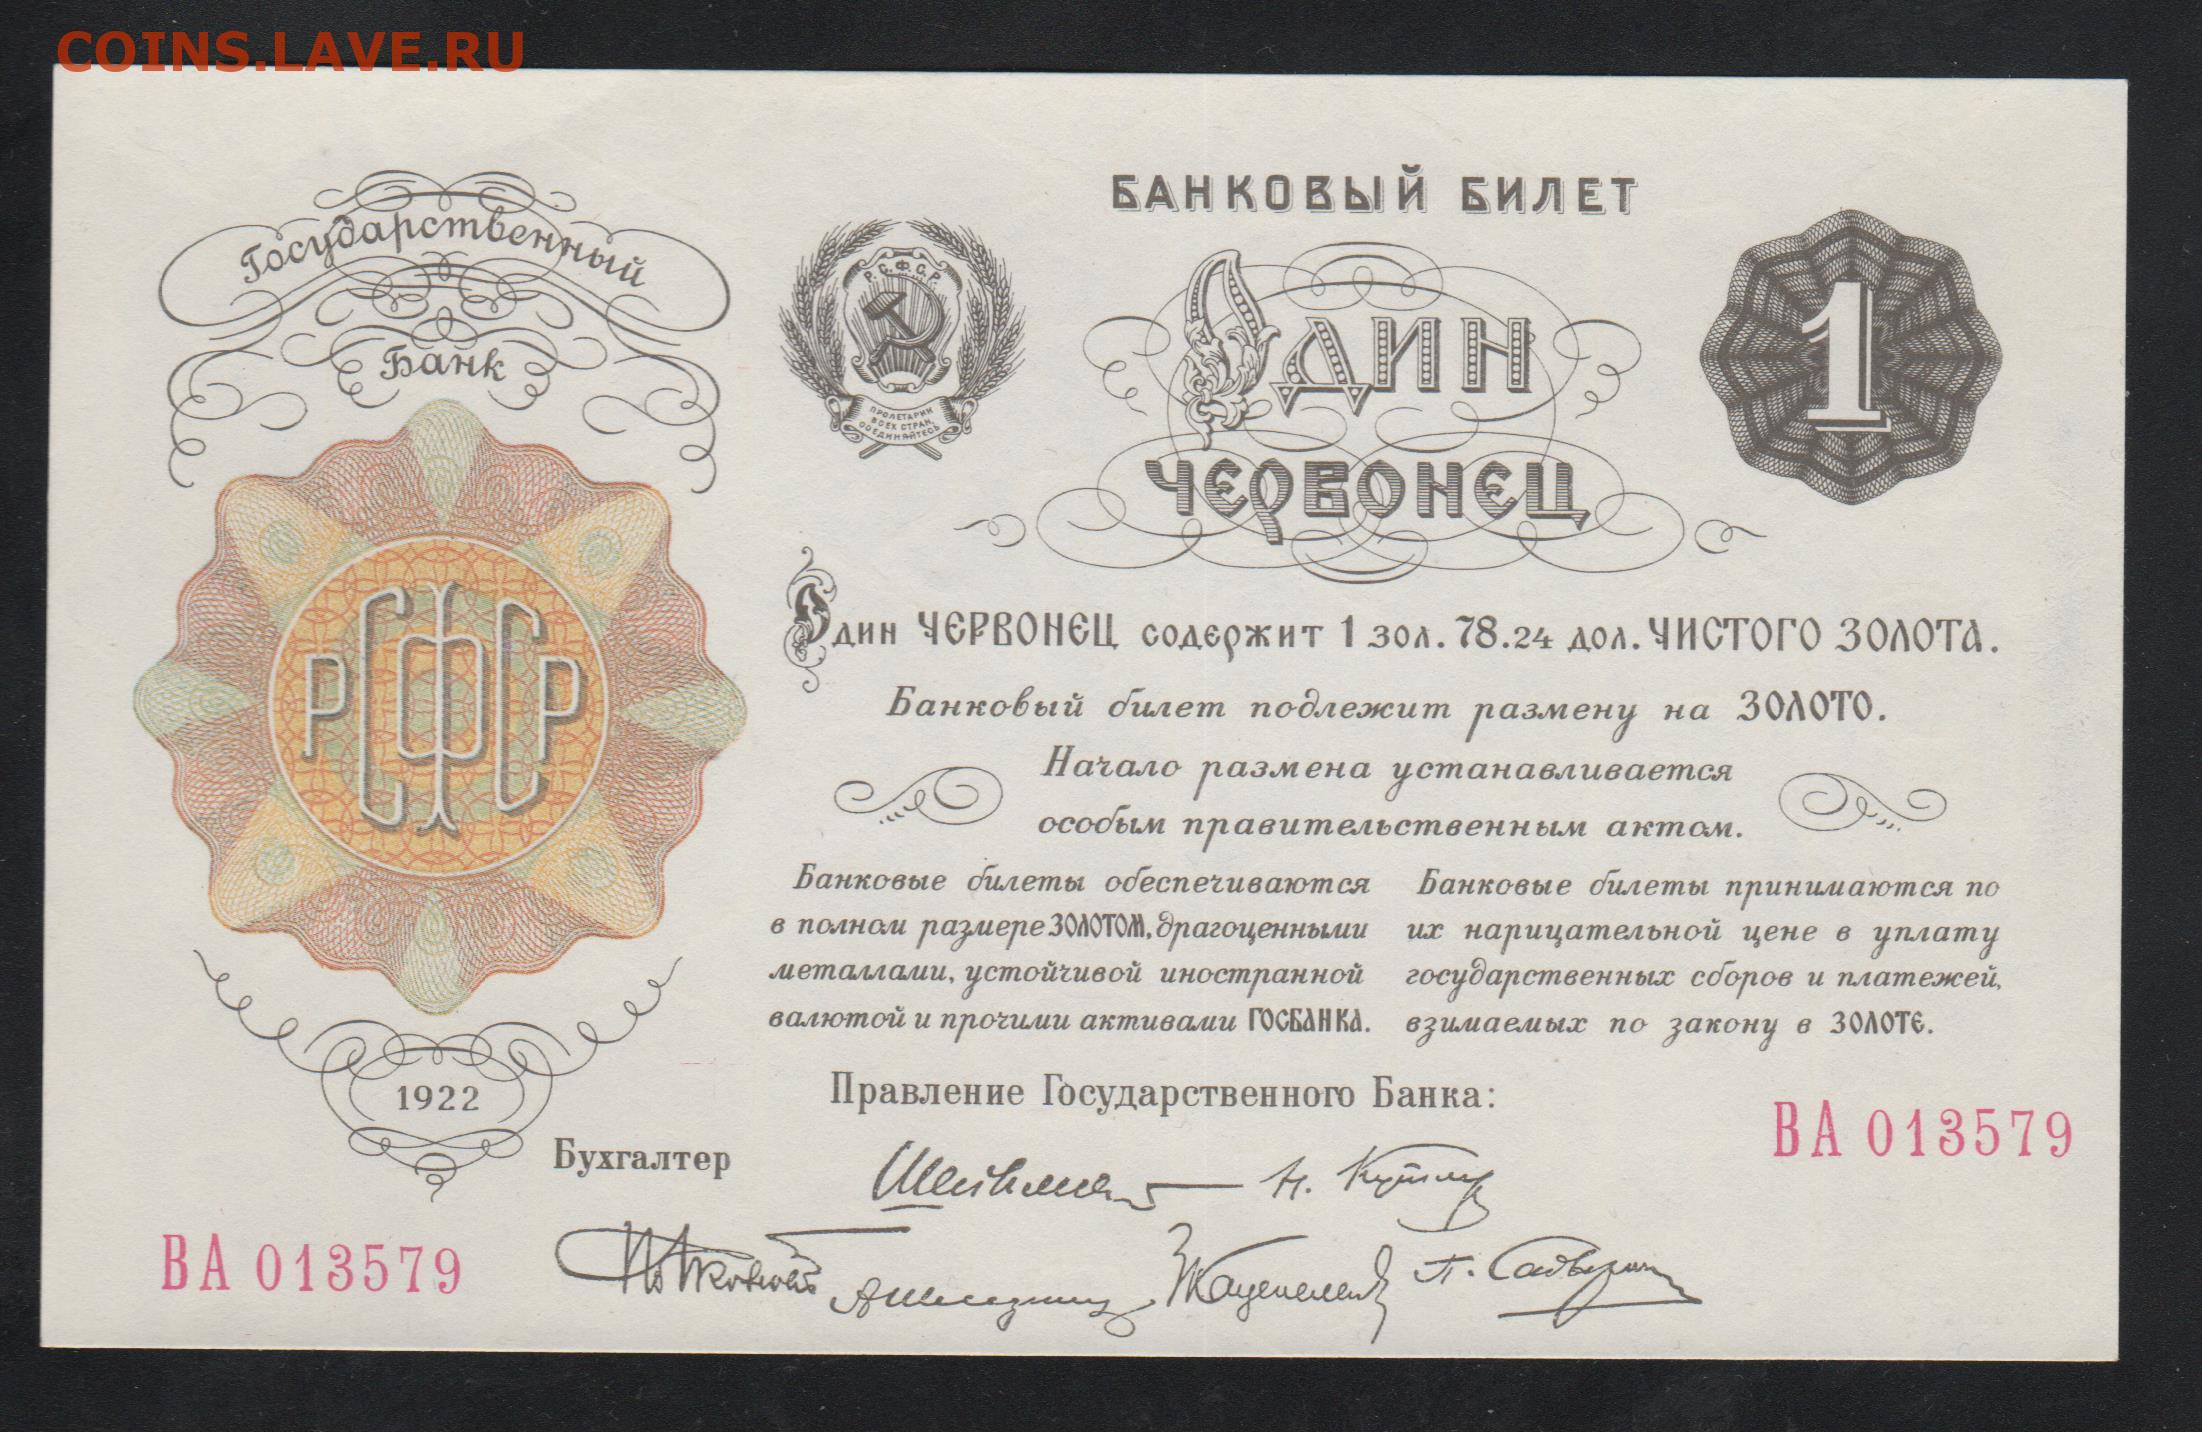 COINS.LAVE.RU
Государственный
Банк
РСФСР
1922
БАНКОВЫЙ БИЛЕТ
Р.С.Ф.С.Р.
ПРОЛЕТАРИИ
ВСЕХ СТРАН,
СОЕДИНЯЙТЕСЬ
ОДИН
ЧЕРВОНЕЦ
1
Один ЧЕРВОНЕЦ содержит 1 зол. 78.24 дол. ЧИСТОГО ЗОЛОТА.
Банковый билет подлежит размену на ЗОЛОТО.
Начало размена устанавливается
особым правительственным актом.
Банковые билеты обеспечиваются
в полном размере ЗОЛОТОМ, драгоценными
металлами, устойчивой иностранной
валютой и прочими активами ГОСБАНКА.
Банковые билеты принимаются по
их нарицательной цене в уплату
государственных сборов и платежей,
взимаемых по закону в ЗОЛОТЕ.
Правление Государственного Банка:
ВА 013579
Бухгалтер
ВА 013579